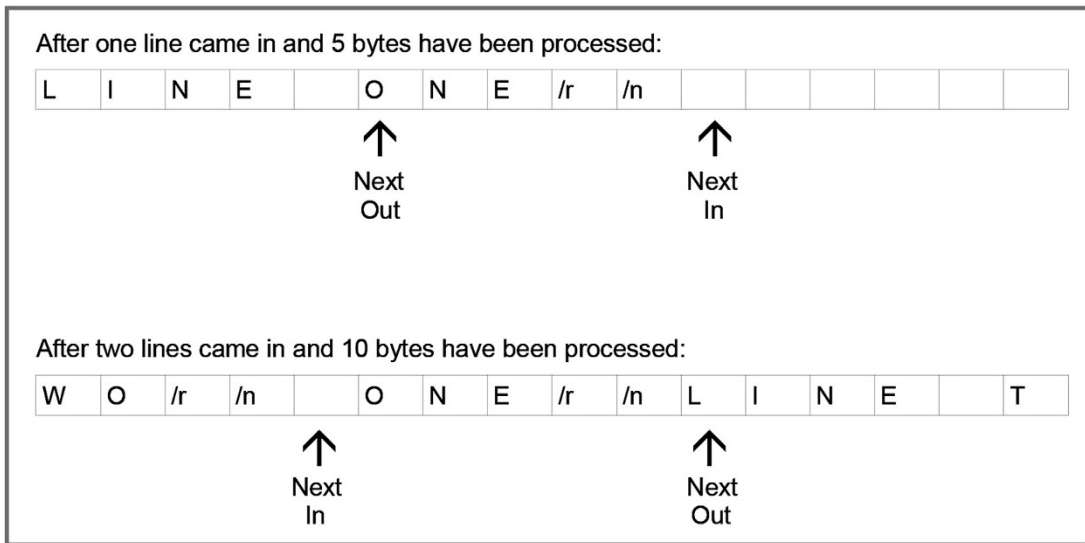 After one line came in and 5 bytes have been processed:
L I N E O N E /r /n
Next Next
Out In
After two lines came in and 10 bytes have been processed:
W O /r /n O N E /r /n L I N E T
Next Next
In Out